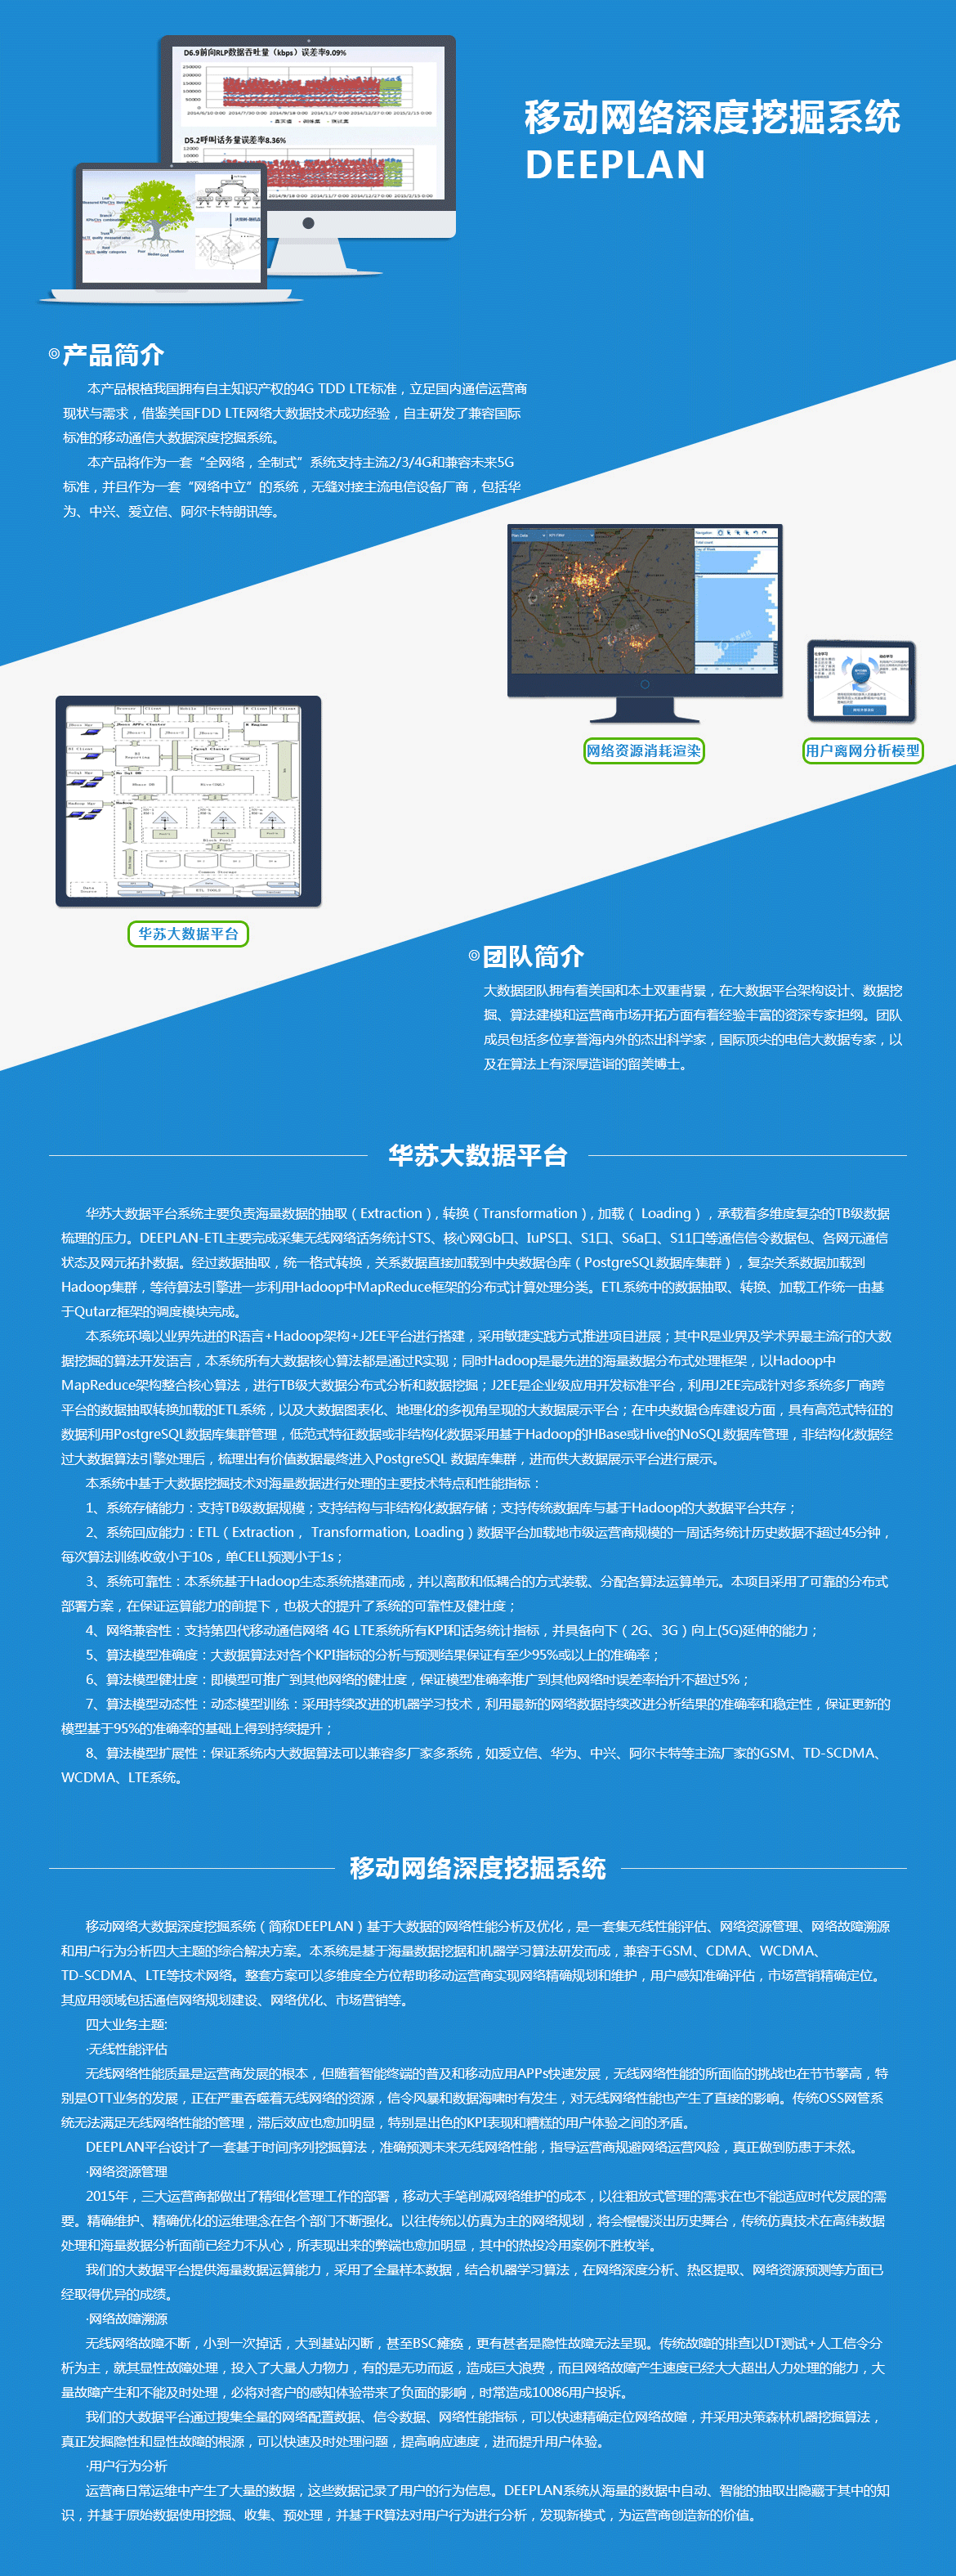 D6.9前向RLP数据吞吐量（kbps）误差率9.09%
D5.2呼叫话务量误差率8.36%
移动网络深度挖掘系统
DEEPLAN
产品简介
本产品根植我国拥有自主知识产权的4G TDD LTE标准，立足国内通信运营商
现状与需求，借鉴美国FDD LTE网络大数据技术成功经验，自主研发了兼容国际
标准的移动通信大数据深度挖掘系统。
本产品将作为一套“全网络，全制式”系统支持主流2/3/4G和兼容未来5G
标准，并且作为一套“网络中立”的系统，无缝对接主流电信设备厂商，包括华
为、中兴、爱立信、阿尔卡特朗讯等。
网络资源消耗渲染
用户离网分析模型
华苏大数据平台
团队简介
大数据团队拥有着美国和本土双重背景，在大数据平台架构设计、数据挖
掘、算法建模和运营商市场开拓方面有着经验丰富的资深专家担纲。团队
成员包括多位享誉海内外的杰出科学家，国际顶尖的电信大数据专家，以
及在算法上有深厚造诣的留美博士。
华苏大数据平台
华苏大数据平台系统主要负责海量数据的抽取（Extraction）, 转换（Transformation）, 加载（ Loading），承载着多维度复杂的TB级数据
梳理的压力。DEEPLAN-ETL主要完成采集无线网络话务统计STS、核心网Gb口、IuPS口、S1口、S6a口、S11口等通信信令数据包、各网元通信
状态及网元拓扑数据。经过数据抽取，统一格式转换，关系数据直接加载到中央数据仓库（PostgreSQL数据库集群），复杂关系数据加载到
Hadoop集群，等待算法引擎进一步利用Hadoop中MapReduce框架的分布式计算处理分类。ETL系统中的数据抽取、转换、加载工作统一由基
于Qutarz框架的调度模块完成。
本系统环境以业界先进的R语言+Hadoop架构+J2EE平台进行搭建，采用敏捷实践方式推进项目进展；其中R是业界及学术界最主流行的大数
据挖掘的算法开发语言，本系统所有大数据核心算法都是通过R实现；同时Hadoop是最先进的海量数据分布式处理框架，以Hadoop中
MapReduce架构整合核心算法，进行TB级大数据分布式分析和数据挖掘；J2EE是企业级应用开发标准平台，利用J2EE完成针对多系统多厂商跨
平台的数据抽取转换加载的ETL系统，以及大数据图表化、地理化的多视角呈现的大数据展示平台；在中央数据仓库建设方面，具有高范式特征的
数据利用PostgreSQL数据库集群管理，低范式特征数据或非结构化数据采用基于Hadoop的HBase或Hive的NoSQL数据库管理，非结构化数据经
过大数据算法引擎处理后，梳理出有价值数据最终进入PostgreSQL 数据库集群，进而供大数据展示平台进行展示。
本系统中基于大数据挖掘技术对海量数据进行处理的主要技术特点和性能指标：
1、系统存储能力：支持TB级数据规模；支持结构与非结构化数据存储；支持传统数据库与基于Hadoop的大数据平台共存；
2、系统回应能力：ETL（Extraction， Transformation, Loading）数据平台加载地市级运营商规模的一周话务统计历史数据不超过45分钟，
每次算法训练收敛小于10s，单CELL预测小于1s；
3、系统可靠性：本系统基于Hadoop生态系统搭建而成，并以离散和低耦合的方式装载、分配各算法运算单元。本项目采用了可靠的分布式
部署方案，在保证运算能力的前提下，也极大的提升了系统的可靠性及健壮度；
4、网络兼容性：支持第四代移动通信网络 4G LTE系统所有KPI和话务统计指标，并具备向下（2G、3G）向上(5G)延伸的能力；
5、算法模型准确度：大数据算法对各个KPI指标的分析与预测结果保证有至少95%或以上的准确率；
6、算法模型健壮度：即模型可推广到其他网络的健壮度，保证模型准确率推广到其他网络时误差率抬升不超过5%；
7、算法模型动态性：动态模型训练：采用持续改进的机器学习技术，利用最新的网络数据持续改进分析结果的准确率和稳定性，保证更新的
模型基于95%的准确率的基础上得到持续提升；
8、算法模型扩展性：保证系统内大数据算法可以兼容多厂家多系统，如爱立信、华为、中兴、阿尔卡特等主流厂家的GSM、TD-SCDMA、
WCDMA、LTE系统。
移动网络深度挖掘系统
移动网络大数据深度挖掘系统（简称DEEPLAN）基于大数据的网络性能分析及优化，是一套集无线性能评估、网络资源管理、网络故障溯源
和用户行为分析四大主题的综合解决方案。本系统是基于海量数据挖掘和机器学习算法研发而成，兼容于GSM、CDMA、WCDMA、
TD-SCDMA、LTE等技术网络。整套方案可以多维度全方位帮助移动运营商实现网络精确规划和维护，用户感知准确评估，市场营销精确定位。
其应用领域包括通信网络规划建设、网络优化、市场营销等。
四大业务主题:
·无线性能评估
无线网络性能质量是运营商发展的根本，但随着智能终端的普及和移动应用APPs快速发展，无线网络性能的所面临的挑战也在节节攀高，特
别是OTT业务的发展，正在严重吞噬着无线网络的资源，信令风暴和数据海啸时有发生，对无线网络性能也产生了直接的影响。传统OSS网管系
统无法满足无线网络性能的管理，滞后效应也愈加明显，特别是出色的KPI表现和糟糕的用户体验之间的矛盾。
DEEPLAN平台设计了一套基于时间序列挖掘算法，准确预测未来无线网络性能，指导运营商规避网络运营风险，真正做到防患于未然。
·网络资源管理
2015年，三大运营商都做出了精细化管理工作的部署，移动大手笔削减网络维护的成本，以往粗放式管理的需求在也不能适应时代发展的需
要。精确维护、精确优化的运维理念在各个部门不断强化。以往传统以仿真为主的网络规划，将会慢慢淡出历史舞台，传统仿真技术在高纬数据
处理和海量数据分析面前已经力不从心，所表现出来的弊端也愈加明显，其中的热投冷用案例不胜枚举。
我们的大数据平台提供海量数据运算能力，采用了全量样本数据，结合机器学习算法，在网络深度分析、热区提取、网络资源预测等方面已
经取得优异的成绩。
·网络故障溯源
无线网络故障不断，小到一次掉话，大到基站闪断，甚至BSC瘫痪，更有甚者是隐性故障无法呈现。传统故障的排查以DT测试+人工信令分
析为主，就其显性故障处理，投入了大量人力物力，有的是无功而返，造成巨大浪费，而且网络故障产生速度已经大大超出人力处理的能力，大
量故障产生和不能及时处理，必将对客户的感知体验带来了负面的影响，时常造成10086用户投诉。
我们的大数据平台通过搜集全量的网络配置数据、信令数据、网络性能指标，可以快速精确定位网络故障，并采用决策森林机器挖掘算法，
真正发掘隐性和显性故障的根源，可以快速及时处理问题，提高响应速度，进而提升用户体验。
·用户行为分析
运营商日常运维中产生了大量的数据，这些数据记录了用户的行为信息。DEEPLAN系统从海量的数据中自动、智能的抽取出隐藏于其中的知
识，并基于原始数据使用挖掘、收集、预处理，并基于R算法对用户行为进行分析，发现新模式，为运营商创造新的价值。